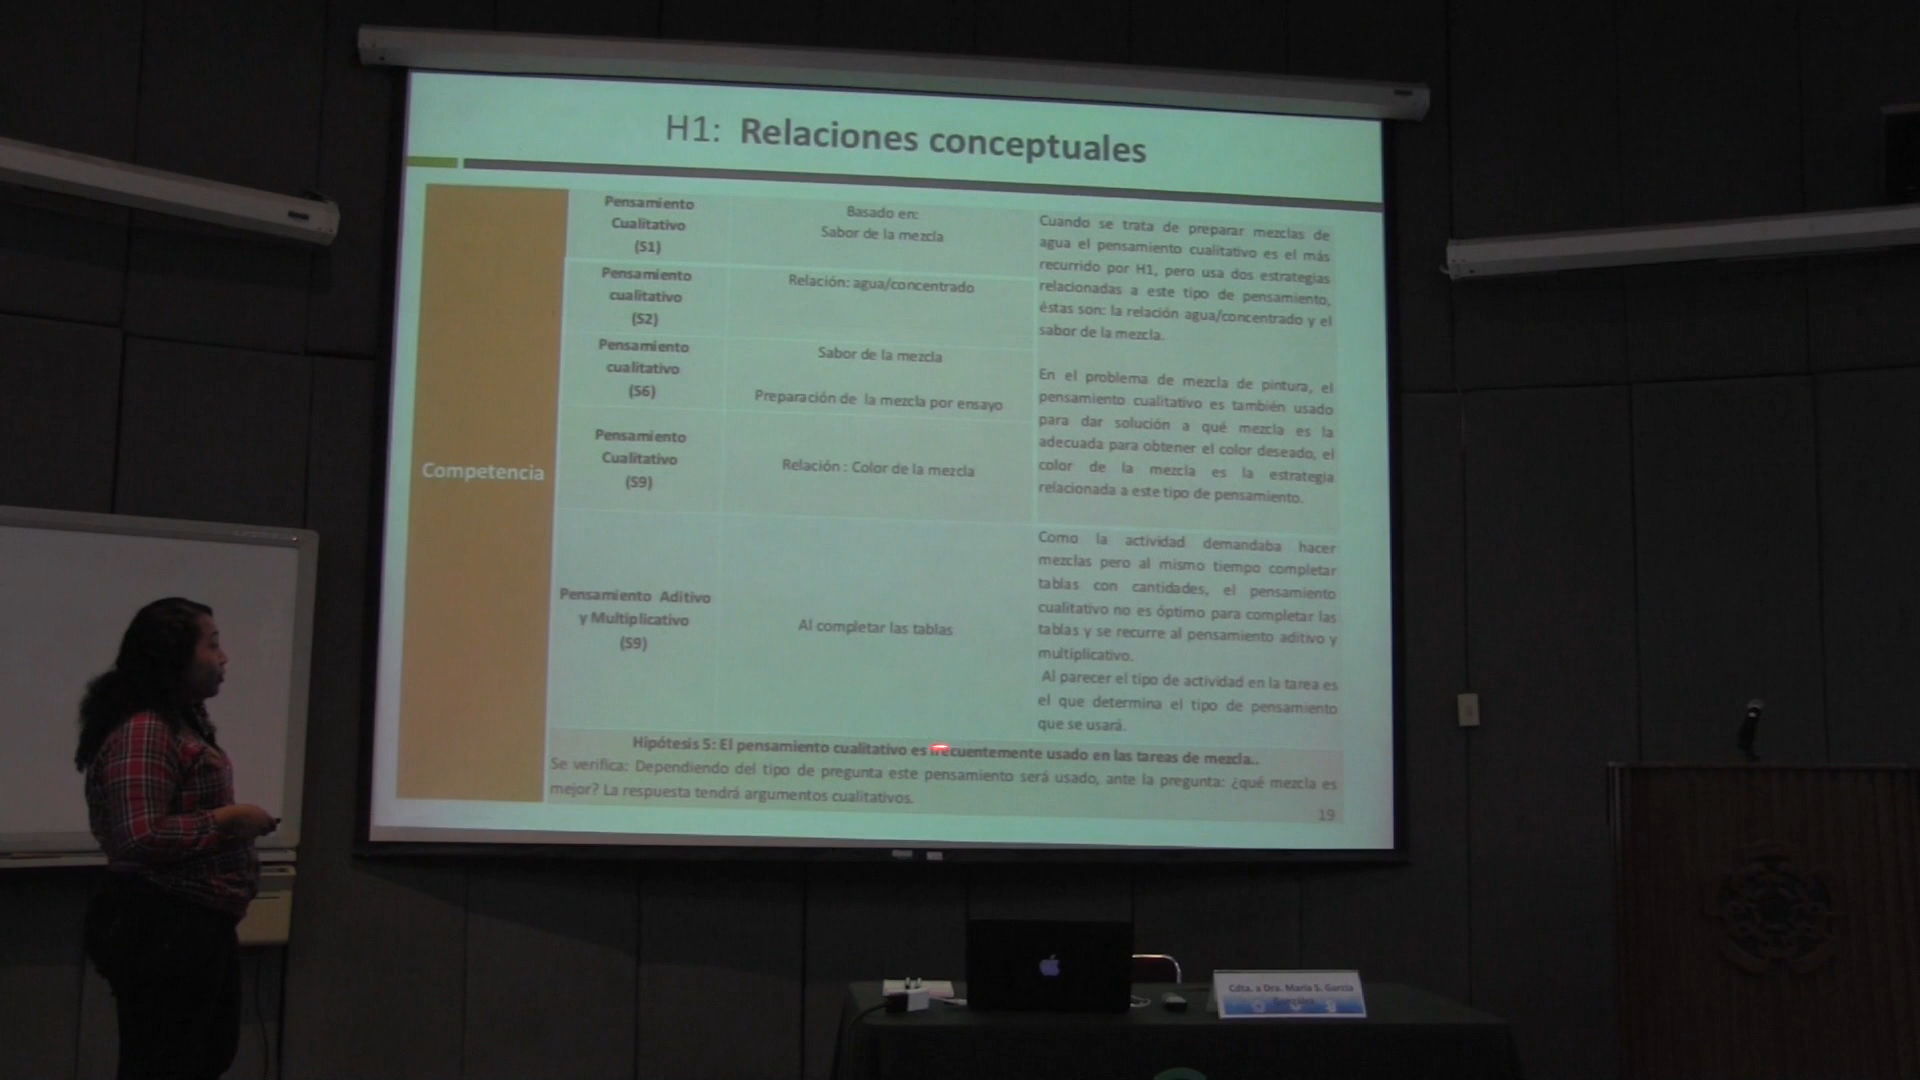 H1: Relaciones conceptuales
Competencia
Pensamiento
Cualitativo
(S1)
Basado en:
Sabor de la mezcla
Pensamiento
cualitativo
(S2)
Relación: agua/concentrado
Pensamiento
cualitativo
(S6)
Sabor de la mezcla
Preparación de la mezcla por ensayo
Pensamiento
Cualitativo
(S9)
Relación : Color de la mezcla
Cuando se trata de preparar mezclas de
agua el pensamiento cualitativo es el más
recurrido por H1, pero usa dos estrategias
relacionadas a este tipo de pensamiento,
éstas son: la relación agua/concentrado y el
sabor de la mezcla.
En el problema de mezcla de pintura, el
pensamiento cualitativo es también usado
para dar solución a qué mezcla es la
adecuada para obtener el color deseado, el
color de la mezcla es la estrategia
relacionada a este tipo de pensamiento.
Pensamiento Aditivo
y Multiplicativo
(S9)
Al completar las tablas
Como la actividad demandaba hacer
mezclas pero al mismo tiempo completar
tablas con cantidades, el pensamiento
cualitativo no es óptimo para completar las
tablas y se recurre al pensamiento aditivo y
multiplicativo.
Al parecer el tipo de actividad en la tarea es
el que determina el tipo de pensamiento
que se usará.
Hipótesis 5: El pensamiento cualitativo es frecuentemente usado en las tareas de mezcla..
Se verifica: Dependiendo del tipo de pregunta este pensamiento será usado, ante la pregunta: ¿qué mezcla es
mejor? La respuesta tendrá argumentos cualitativos.
19
Cdta. a Dra. María S. García
González